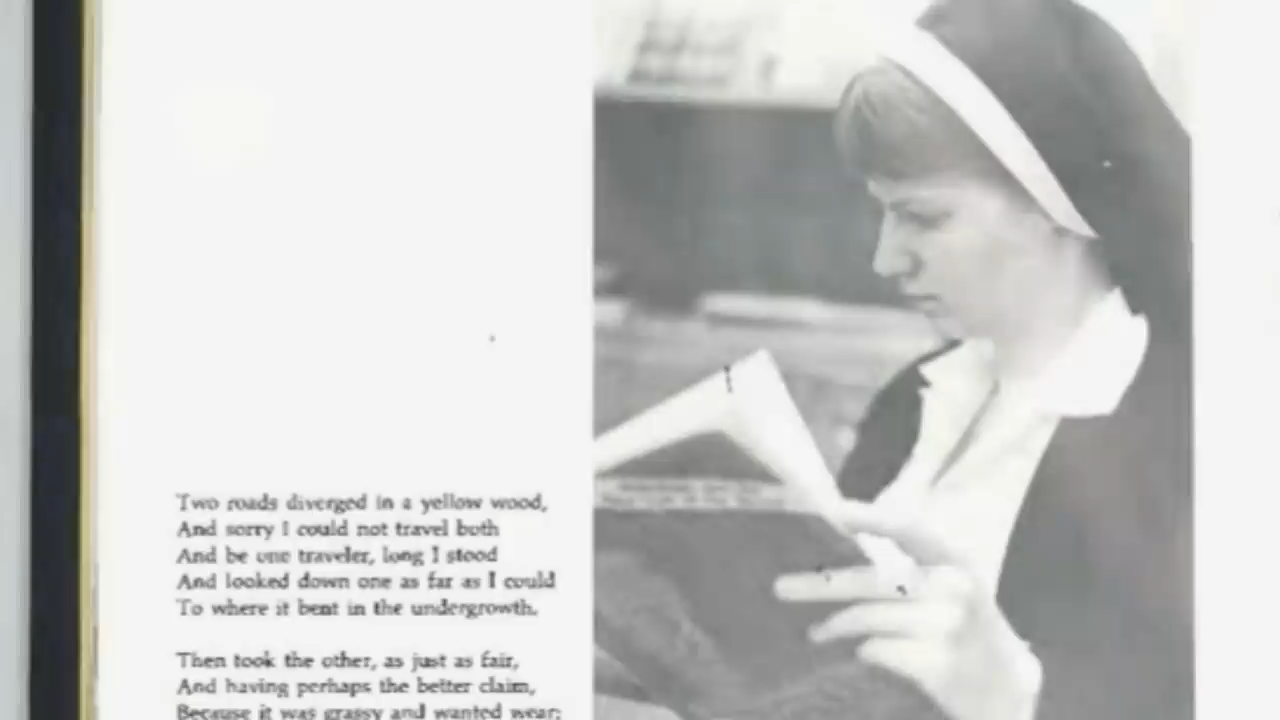 Two roads diverged in a yellow wood,
And sorry I could not travel both
And be one traveler, long I stood
And looked down one as far as I could
To where it bent in the undergrowth.
Then took the other, as just as fair,
And having perhaps the better claim,
Because it was grassy and wanted wear;